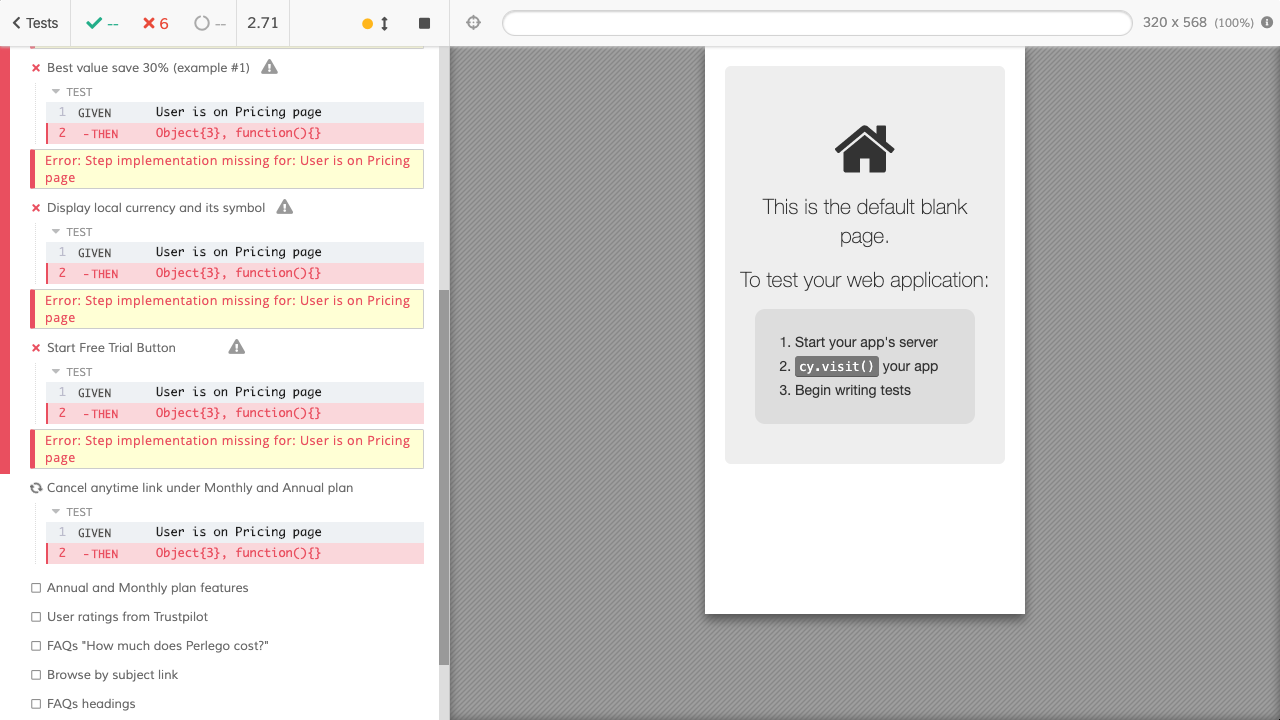 Tests -- 6 -- 2.71 320 x 568 (100%)
Best value save 30% (example #1)
TEST
1 GIVEN User is on Pricing page
2 -THEN Object{3}, function(){}
Error: Step implementation missing for: User is on Pricing
page
Display local currency and its symbol
TEST
1 GIVEN User is on Pricing page
2 -THEN Object{3}, function(){}
Error: Step implementation missing for: User is on Pricing
page
Start Free Trial Button
TEST
1 GIVEN User is on Pricing page
2 -THEN Object{3}, function(){}
Error: Step implementation missing for: User is on Pricing
page
Cancel anytime link under Monthly and Annual plan
TEST
1 GIVEN User is on Pricing page
2 -THEN Object{3}, function(){}
Annual and Monthly plan features
User ratings from Trustpilot
FAQs "How much does Perlego cost?"
Browse by subject link
FAQs headings
This is the default blank
page.
To test your web application:
1. Start your app's server
2. cy.visit() your app
3. Begin writing tests